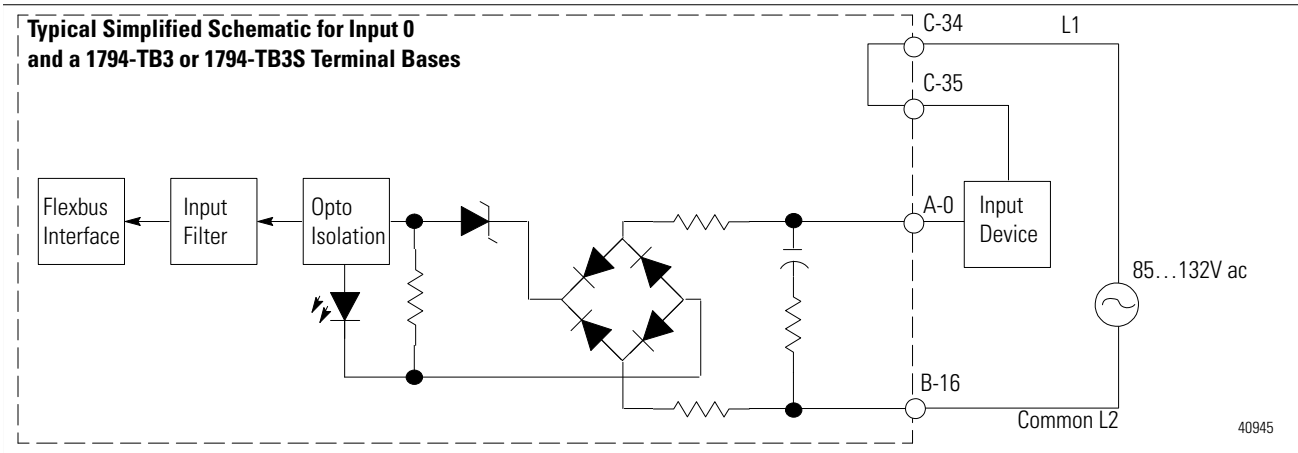 Typical Simplified Schematic for Input 0
and a 1794-TB3 or 1794-TB3S Terminal Bases
C-34
L1
C-35
Flexbus
Interface
Input
Filter
Opto
Isolation
A-0
Input
Device
85…132V ac
B-16
Common L2
40945